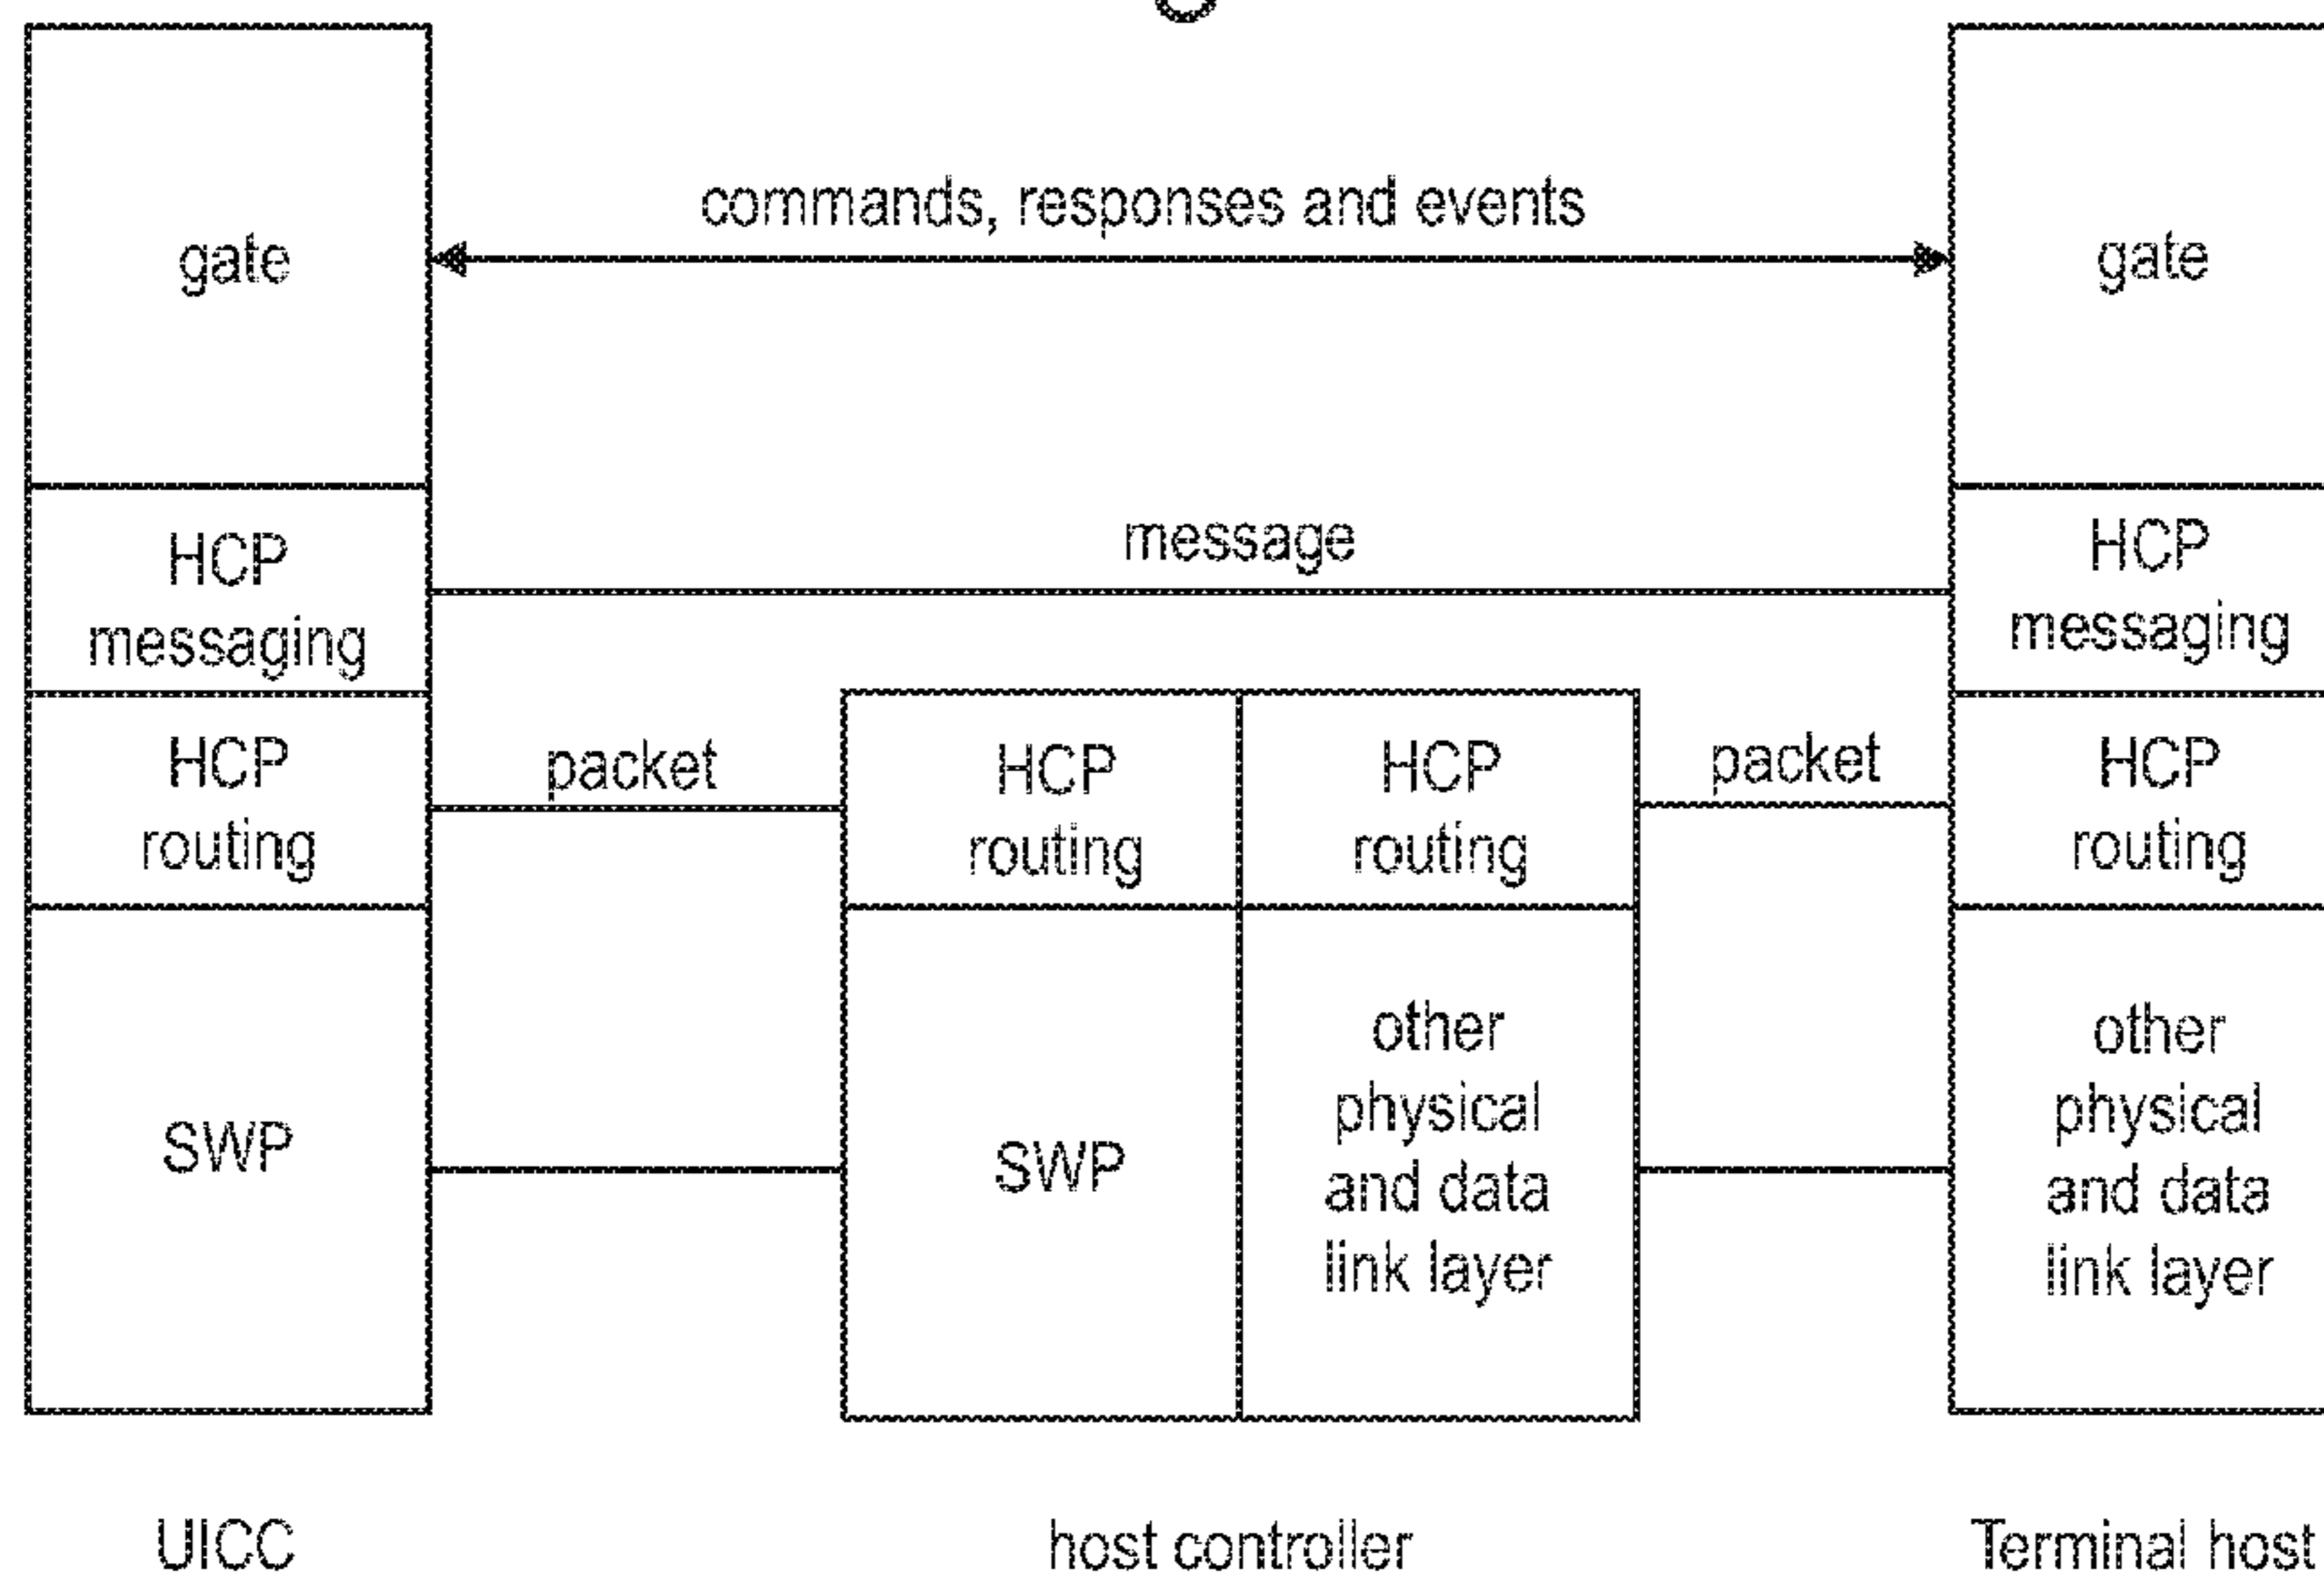 commands, responses and events
gate
gate
message
HCP
messaging
HCP
messaging
HCP
routing
packet
HCP
routing
HCP
routing
packet
HCP
routing
SWP
SWP
other
physical
and data
link layer
other
physical
and data
link layer
UICC
host controller
Terminal host